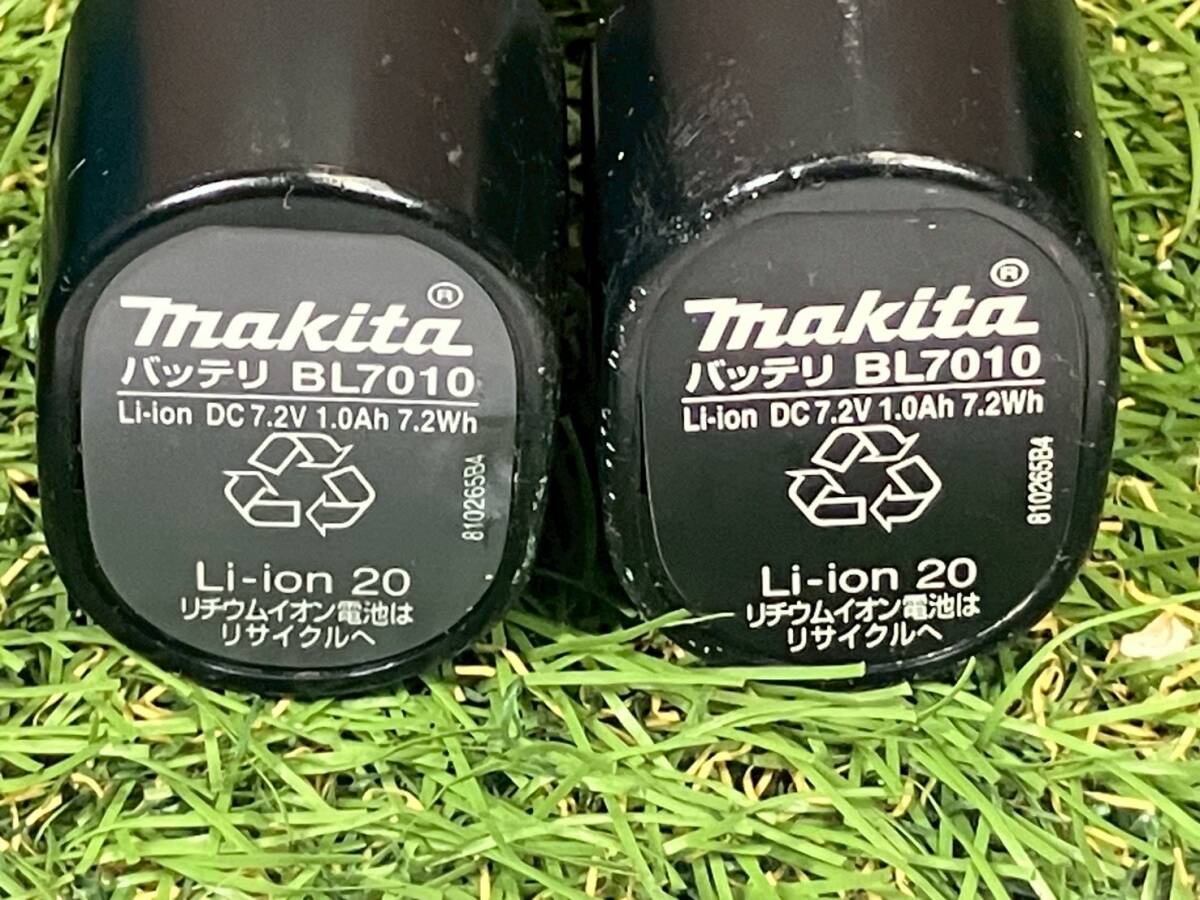 makita®
バッテリ BL7010
Li-ion DC 7.2V 1.0Ah 7.2Wh
810265B4
Li-ion 20
リチウムイオン電池は
リサイクルへ
makita®
バッテリ BL7010
Li-ion DC 7.2V 1.0Ah 7.2Wh
810265B4
Li-ion 20
リチウムイオン電池は
リサイクルへ